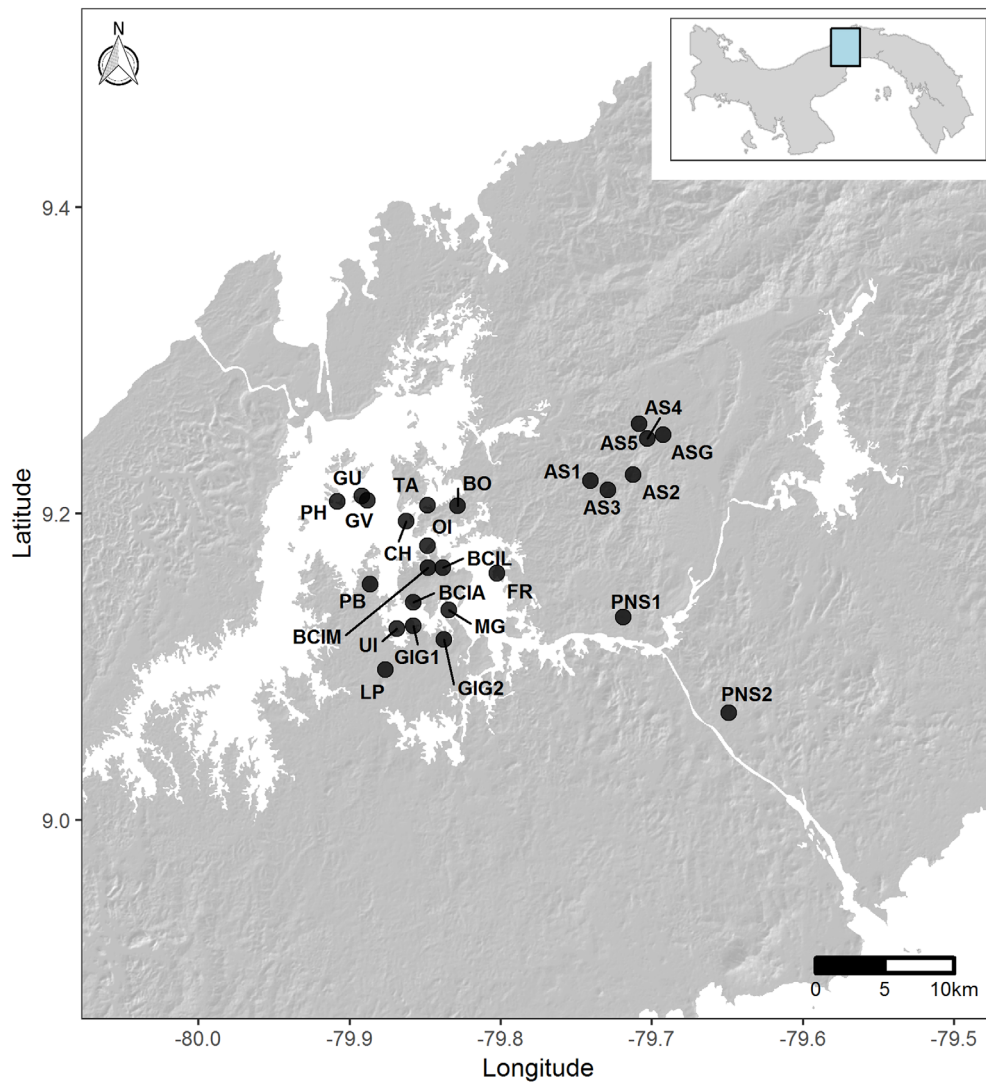 N
9.4
9.2
9.0
Latitude
AS4
AS5
ASG
AS1
AS2
AS3
GU
TA
BO
PH
GV
OI
CH
BCIL
PB
BCIA
FR
BCIM
MG
UI
GIG1
LP
GIG2
PNS1
PNS2
0 5 10km
-80.0 -79.9 -79.8 -79.7 -79.6 -79.5
Longitude